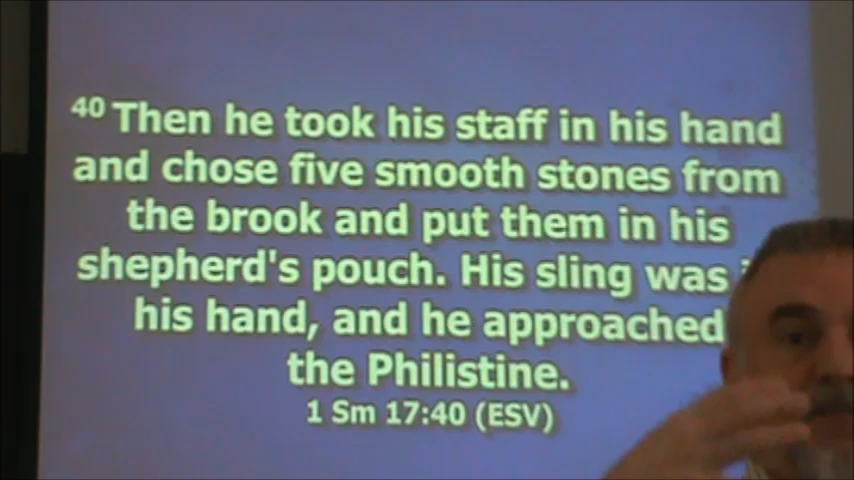 40 Then he took his staff in his hand
and chose five smooth stones from
the brook and put them in his
shepherd's pouch. His sling was
his hand, and he approached
the Philistine.
1 Sm 17:40 (ESV)